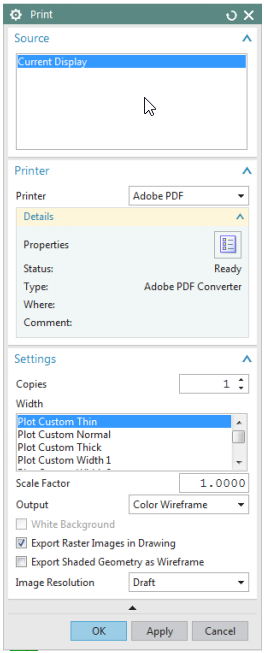 Print
Source
Current Display
Printer
Printer Adobe PDF
Details
Properties
Status: Ready
Type: Adobe PDF Converter
Where:
Comment:
Settings
Copies 1
Width
Plot Custom Thin
Plot Custom Normal
Plot Custom Thick
Plot Custom Width 1
Scale Factor 1.0000
Output Color Wireframe
White Background
Export Raster Images in Drawing
Export Shaded Geometry as Wireframe
Image Resolution Draft
OK Apply Cancel